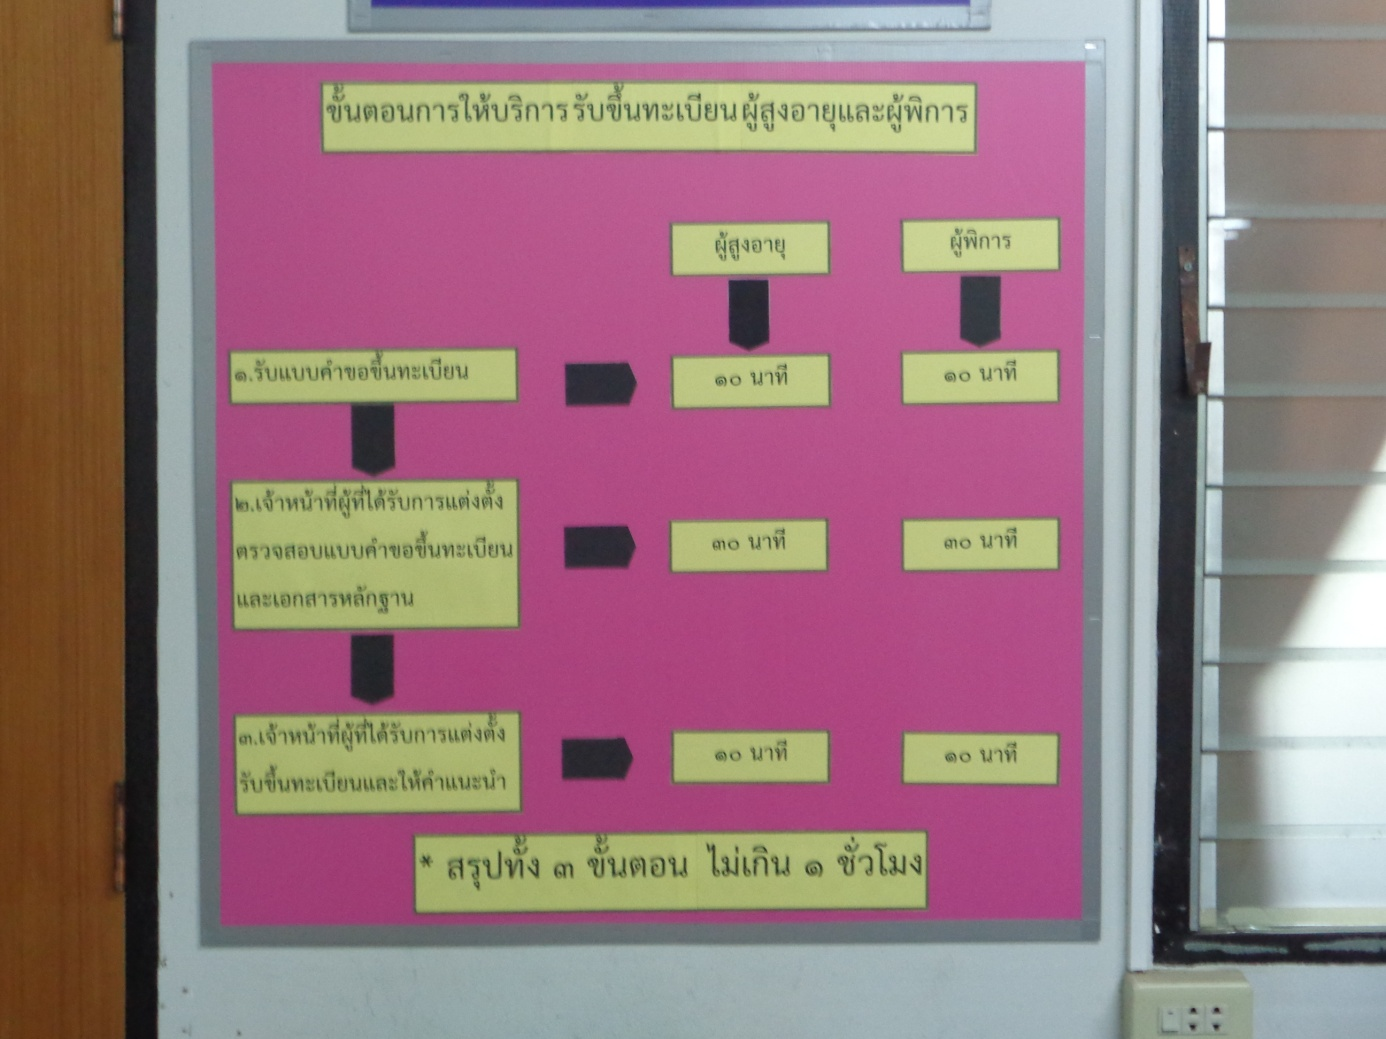 ขั้นตอนการให้บริการรับขึ้นทะเบียนผู้สูงอายุและผู้พิการ
ผู้สูงอายุ
ผู้พิการ
๑.รับแบบคำขอขึ้นทะเบียน
๑๐ นาที
๑๐ นาที
๒.เจ้าหน้าที่ผู้ที่ได้รับการแต่งตั้ง
ตรวจสอบแบบคำขอขึ้นทะเบียน
และเอกสารหลักฐาน
๓๐ นาที
๓๐ นาที
๓.เจ้าหน้าที่ผู้ที่ได้รับการแต่งตั้ง
รับขึ้นทะเบียนและให้คำแนะนำ
๑๐ นาที
๑๐ นาที
* สรุปทั้ง ๓ ขั้นตอน ไม่เกิน ๑ ชั่วโมง